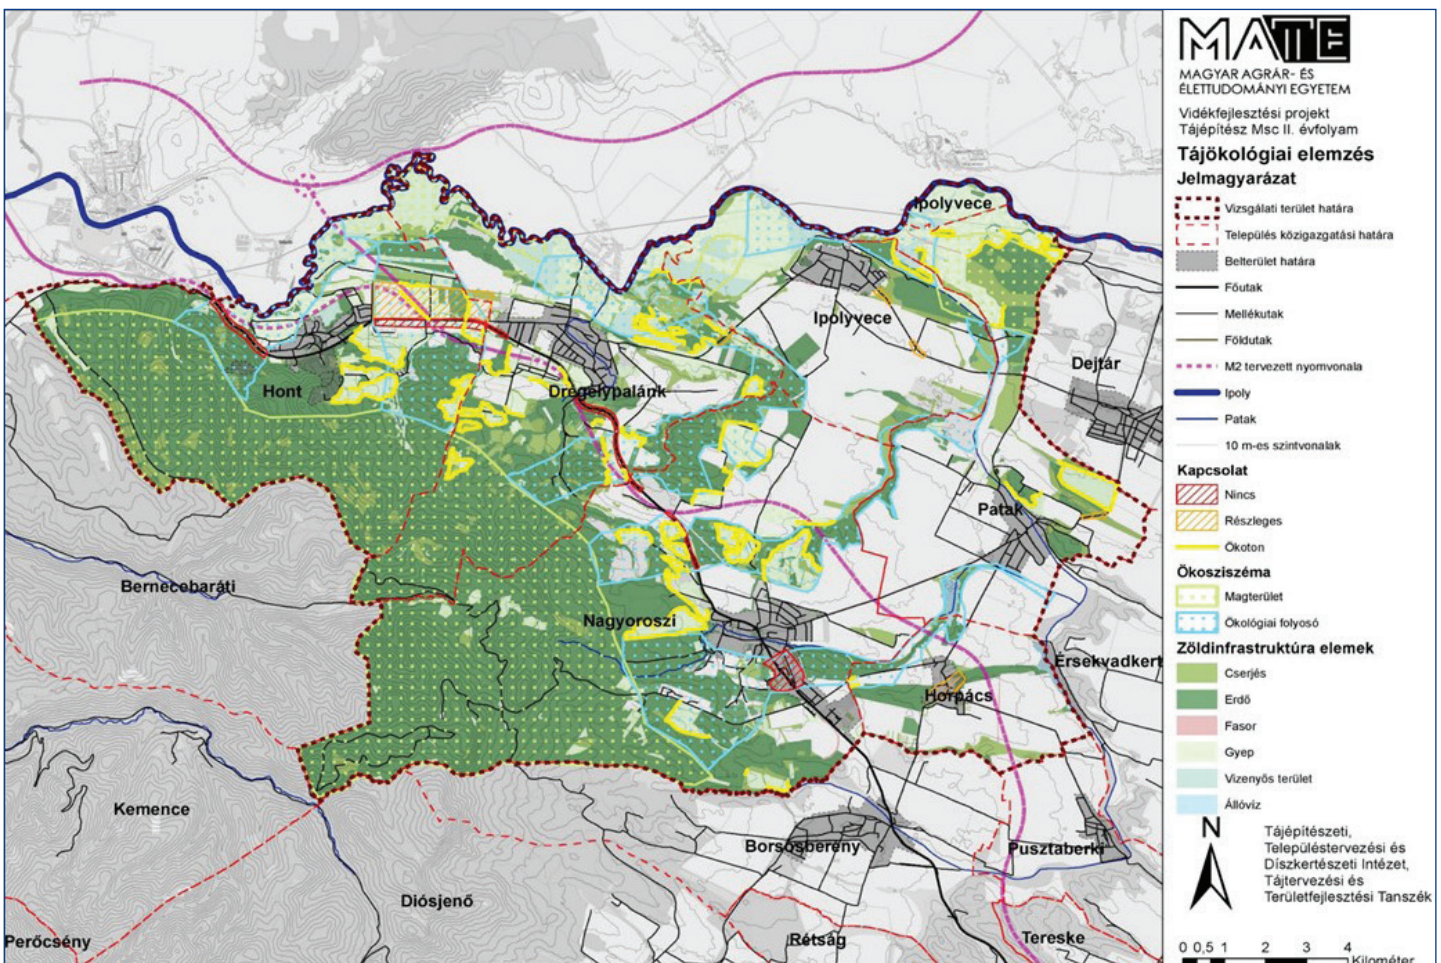 MATE
MAGYAR AGRÁR- ÉS
ÉLETTUDOMÁNYI EGYETEM
Vidékfejlesztési projekt
Tájépítész Msc II. évfolyam
Tájökológiai elemzés
Jelmagyarázat
Vizsgálati terület határa
Település közigazgatási határa
Belterület határa
Főutak
Mellékutak
Földutak
M2 tervezett nyomvonala
Ipoly
Patak
10 m-es szintvonalak
Kapcsolat
Nincs
Részleges
Ökoton
Ökosziszéma
Magterület
Ökológiai folyosó
Zöldinfrastruktúra elemek
Cserjés
Erdő
Fasor
Gyep
Vizenyős terület
Állóvíz
N
Tájépítészeti,
Településtervezési és
Díszkertészeti Intézet,
Tájtervezési és
Területfejlesztési Tanszék
0 0,5 1 2 3 4
Kilométer
Ipolyvece
Ipolyvece
Dejtár
Hont
Drégelypalánk
Patak
Bernecebaráti
Nagyoroszi
Érsekvadkert
Horpács
Kemence
Borsosberény
Pusztaberki
Diósjenő
Perőcsény
Rétság
Tereske